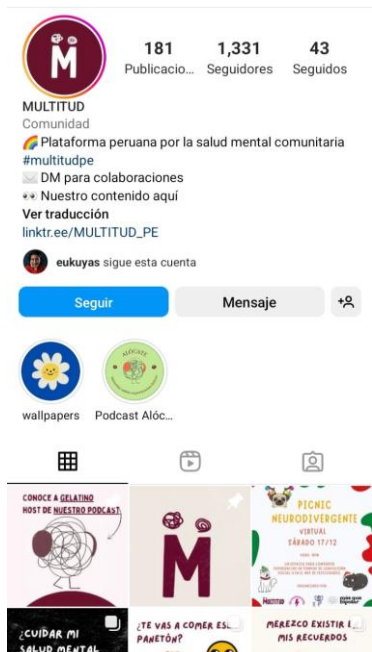 M
181
1,331
43
Publicacio...
Seguidores
Seguidos
MULTITUD
Comunidad
Plataforma peruana por la salud mental comunitaria
#multitudpe
DM para colaboraciones
Nuestro contenido aquí
Ver traducción
linktr.ee/MULTITUD_PE
eukuyas sigue esta cuenta
Seguir
Mensaje
ALÓCATE
wallpapers
Podcast Alóc...
CONOCE A GELATINO
HOST DE NUESTRO PODCAST
M
PICNIC
NEURODIVERGENTE
VIRTUAL
SÁBADO 17/12
MULTITUD
¿CUIDAR MI
SALUD MENTAL
¿TE VAS A COMER ES...
PANETÓN?
MEREZCO EXISTIR E...
MIS RECUERDOS